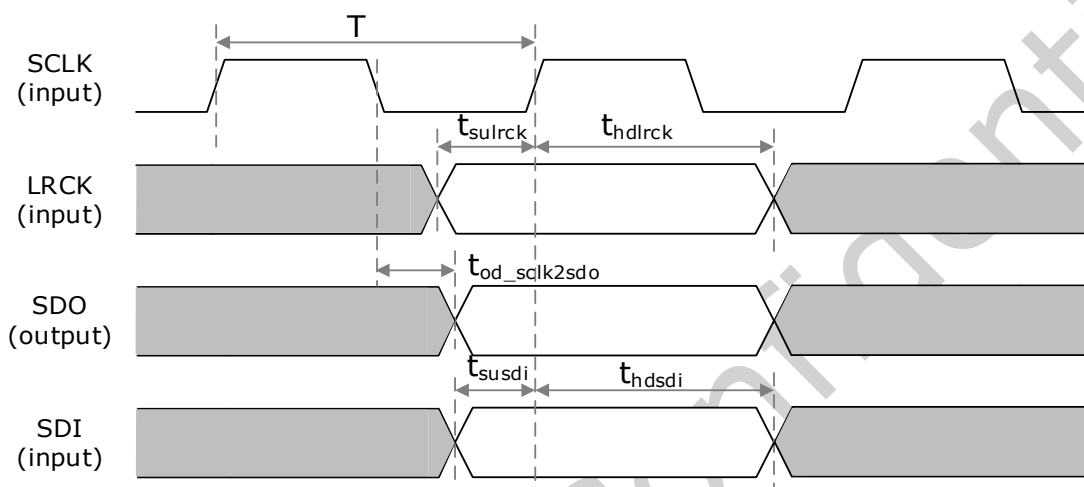 T
SCLK
(input)
tsulrck
thdlrck
LRCK
(input)
tod_sclk2sdo
SDO
(output)
tsusdi
thdsdi
SDI
(input)